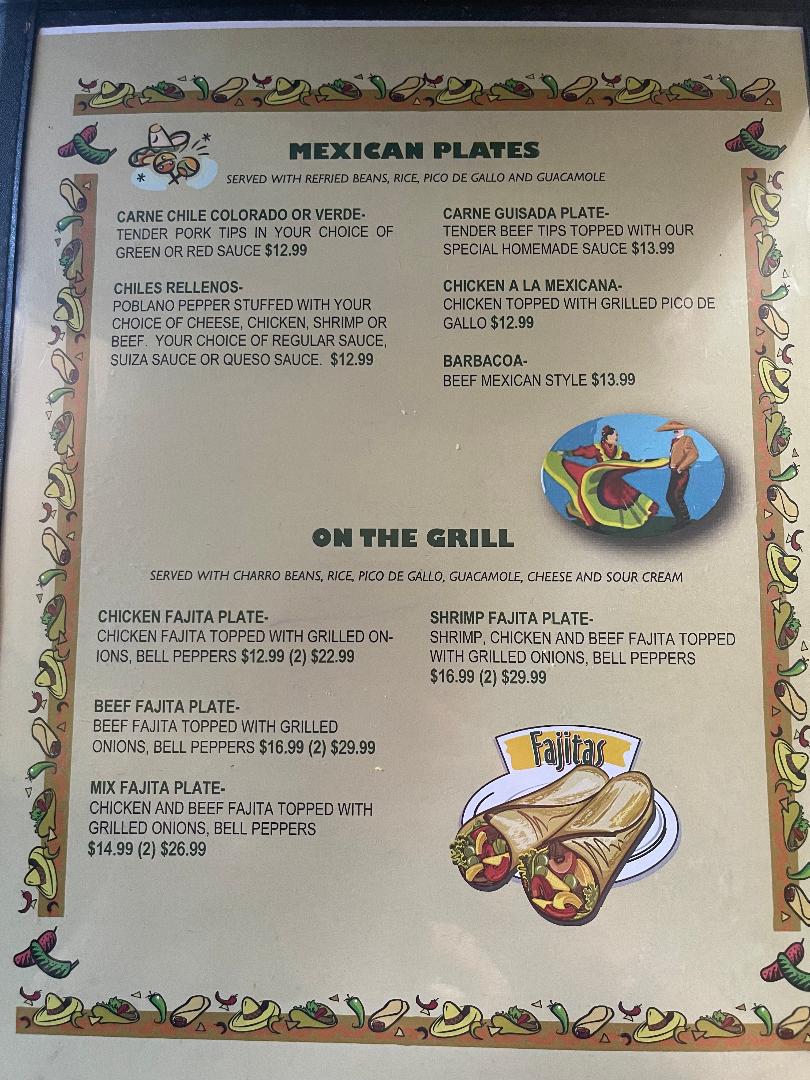 MEXICAN PLATES
SERVED WITH REFRIED BEANS, RICE, PICO DE GALLO AND GUACAMOLE
CARNE CHILE COLORADO OR VERDE-
TENDER PORK TIPS IN YOUR CHOICE OF
GREEN OR RED SAUCE $12.99
CHILES RELLENOS-
POBLANO PEPPER STUFFED WITH YOUR
CHOICE OF CHEESE, CHICKEN, SHRIMP OR
BEEF. YOUR CHOICE OF REGULAR SAUCE,
SUIZA SAUCE OR QUESO SAUCE. $12.99
CARNE GUISADA PLATE-
TENDER BEEF TIPS TOPPED WITH OUR
SPECIAL HOMEMADE SAUCE $13.99
CHICKEN A LA MEXICANA-
CHICKEN TOPPED WITH GRILLED PICO DE
GALLO $12.99
BARBACOA-
BEEF MEXICAN STYLE $13.99
ON THE GRILL
SERVED WITH CHARRO BEANS, RICE, PICO DE GALLO, GUACAMOLE, CHEESE AND SOUR CREAM
CHICKEN FAJITA PLATE-
CHICKEN FAJITA TOPPED WITH GRILLED ON-
IONS, BELL PEPPERS $12.99 (2) $22.99
BEEF FAJITA PLATE-
BEEF FAJITA TOPPED WITH GRILLED
ONIONS, BELL PEPPERS $16.99 (2) $29.99
MIX FAJITA PLATE-
CHICKEN AND BEEF FAJITA TOPPED WITH
GRILLED ONIONS, BELL PEPPERS
$14.99 (2) $26.99
SHRIMP FAJITA PLATE-
SHRIMP, CHICKEN AND BEEF FAJITA TOPPED
WITH GRILLED ONIONS, BELL PEPPERS
$16.99 (2) $29.99
Fajitas